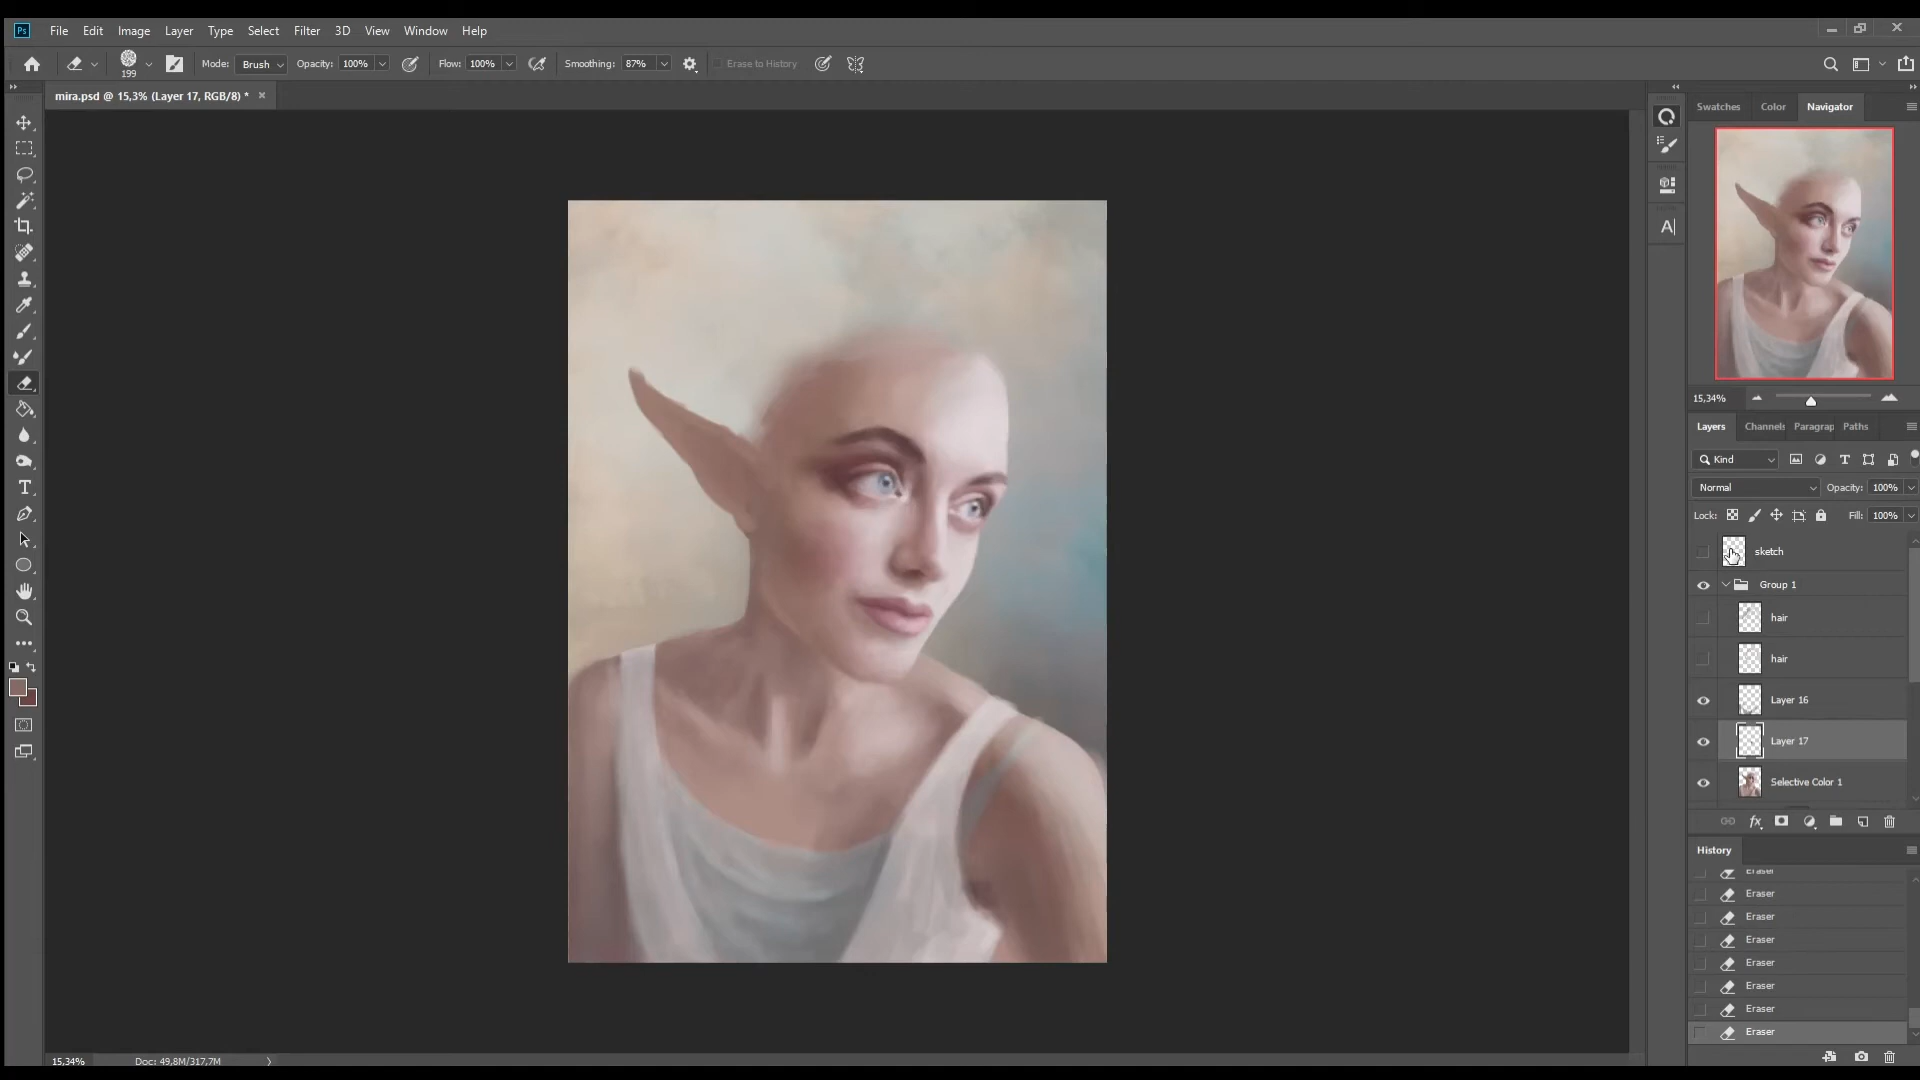 Ps File Edit Image Layer Type Select Filter 3D View Window Help
199 Mode: Brush Opacity: 100% Flow: 100% Smoothing: 87% Erase to History
mira.psd @ 15,3% (Layer 17, RGB/8) *
Swatches Color Navigator
15,34%
Layers Channels Paragrap Paths
Kind
Normal Opacity: 100%
Lock: Fill: 100%
sketch
Group 1
hair
hair
Layer 16
Layer 17
Selective Color 1
fx
History
Eraser
Eraser
Eraser
Eraser
Eraser
Eraser
Eraser
Eraser
15,34% Doc: 49,8M/317,7M